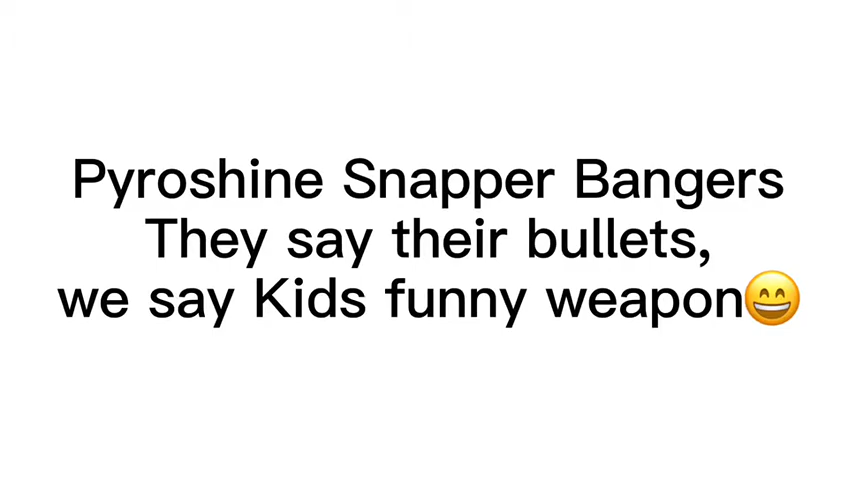 Pyroshine Snapper Bangers
They say their bullets,
we say Kids funny weapon😄